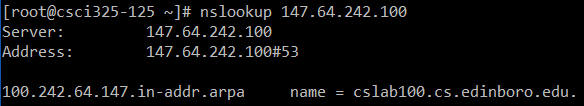 [root@csci325-125 ~]# nslookup 147.64.242.100
Server:         147.64.242.100
Address:        147.64.242.100#53

100.242.64.147.in-addr.arpa     name = cslab100.cs.edinboro.edu.